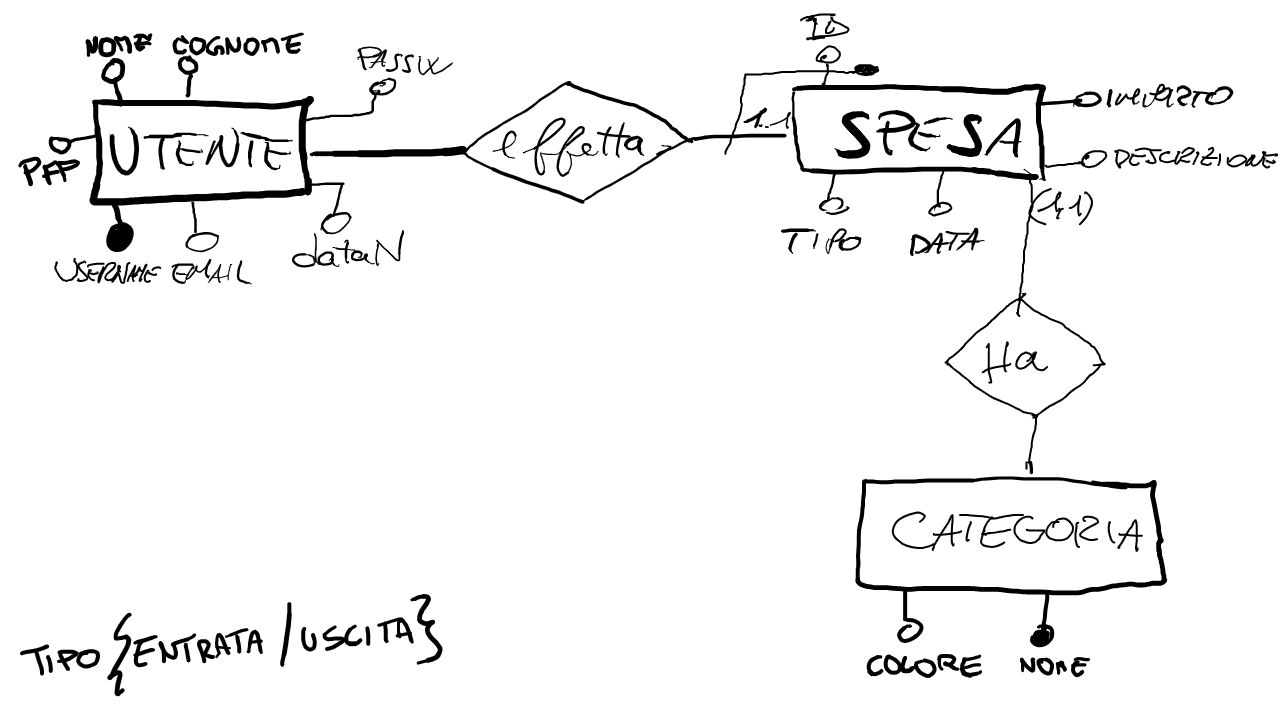 NOME COGNOME
PASSW
ID
PFP
UTENTE
effetta
1.1
SPESA
IMPORTO
DESCRIZIONE
USERNAME EMAIL
dataN
TIPO
DATA
(1,1)
Ha
CATEGORIA
TIPO {ENTRATA/USCITA}
COLORE
NOME